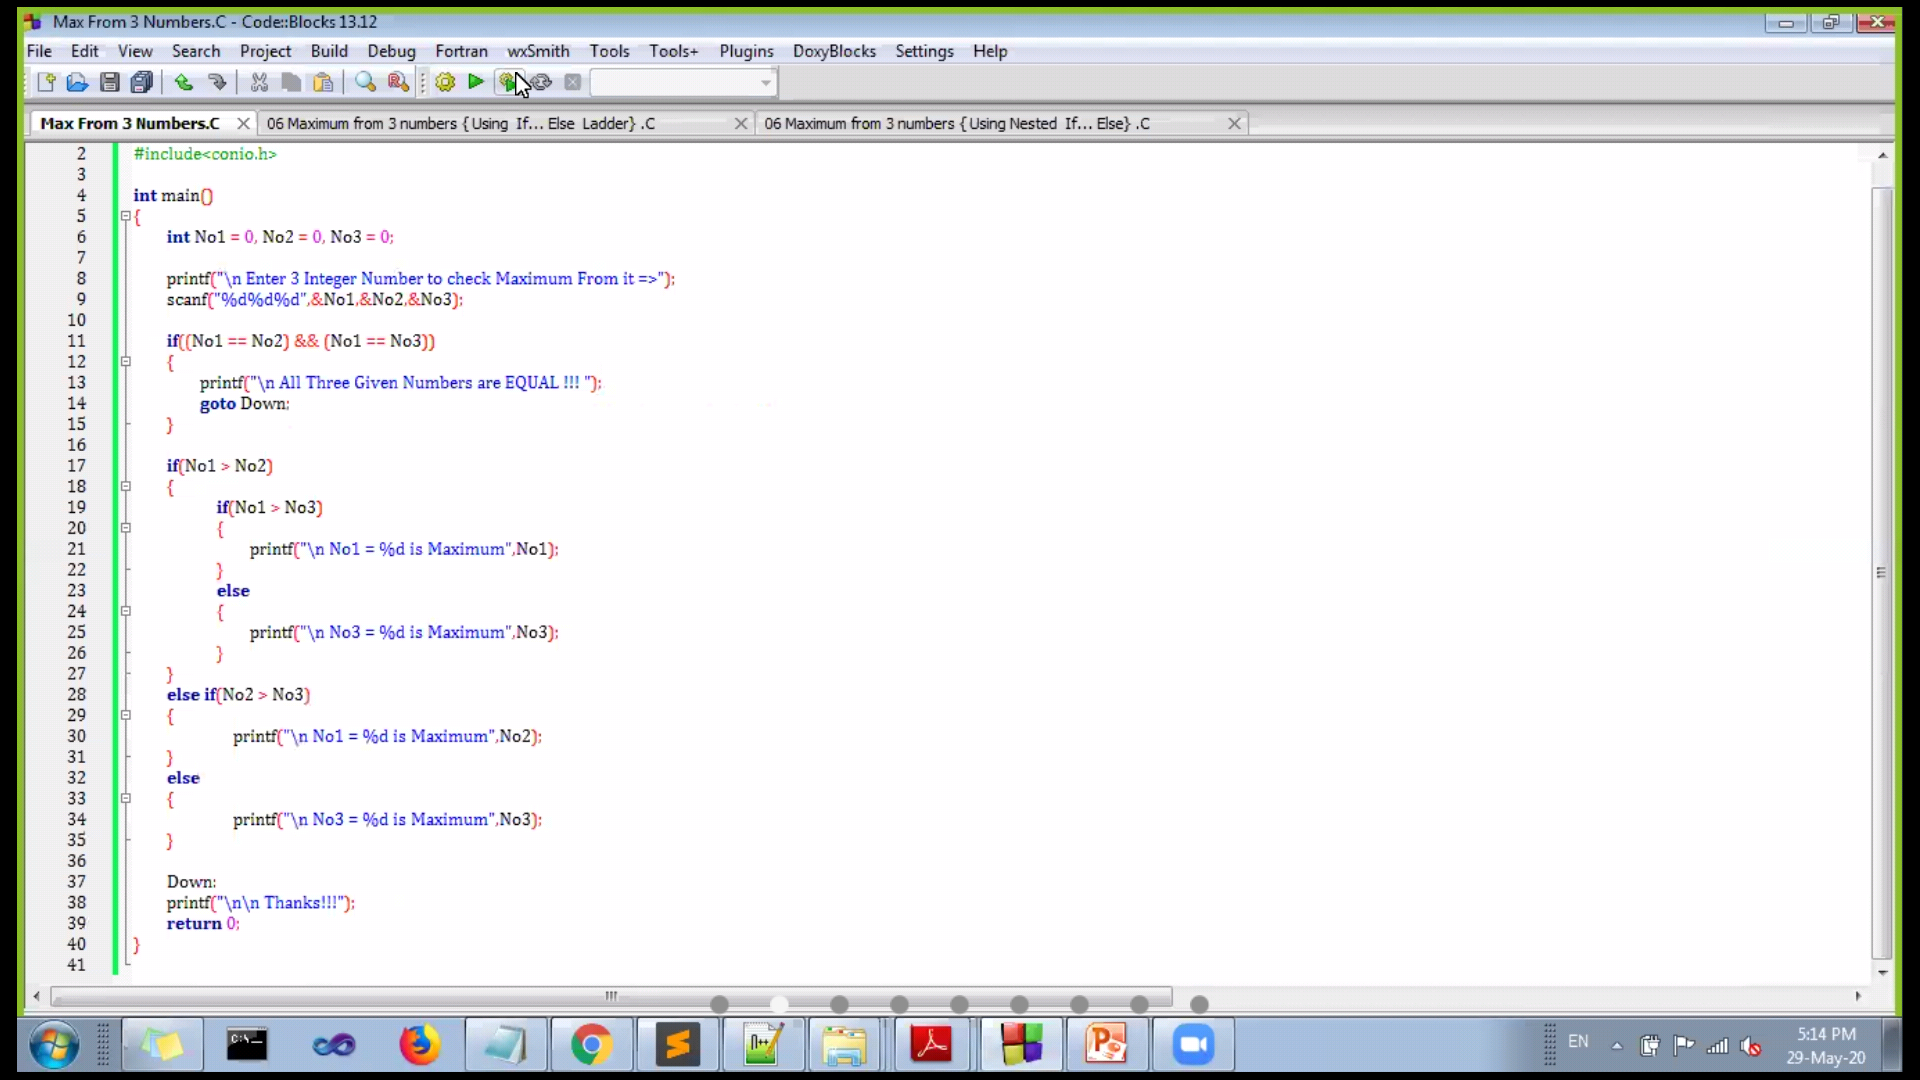 Max From 3 Numbers.C - Code::Blocks 13.12
File Edit View Search Project Build Debug Fortran wxSmith Tools Tools+ Plugins DoxyBlocks Settings Help
Max From 3 Numbers.C 06 Maximum from 3 numbers {Using If... Else Ladder} .C 06 Maximum from 3 numbers {Using Nested If... Else} .C
2 #include<conio.h>
3
4 int main()
5 {
6 int No1 = 0, No2 = 0, No3 = 0;
7
8 printf("\n Enter 3 Integer Number to check Maximum From it =>");
9 scanf("%d%d%d",&No1,&No2,&No3);
10
11 if((No1 == No2) && (No1 == No3))
12 {
13 printf("\n All Three Given Numbers are EQUAL !!! ");
14 goto Down;
15 }
16
17 if(No1 > No2)
18 {
19 if(No1 > No3)
20 {
21 printf("\n No1 = %d is Maximum",No1);
22 }
23 else
24 {
25 printf("\n No3 = %d is Maximum",No3);
26 }
27 }
28 else if(No2 > No3)
29 {
30 printf("\n No1 = %d is Maximum",No2);
31 }
32 else
33 {
34 printf("\n No3 = %d is Maximum",No3);
35 }
36
37 Down:
38 printf("\n\n Thanks!!!");
39 return 0;
40 }
41
EN 5:14 PM
29-May-20